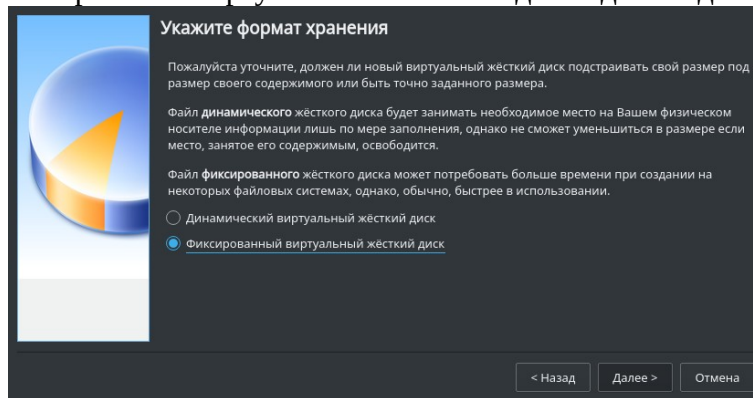 Укажите формат хранения
Пожалуйста уточните, должен ли новый виртуальный жёсткий диск подстраивать свой размер под
размер своего содержимого или быть точно заданного размера.
Файл динамического жёсткого диска будет занимать необходимое место на Вашем физическом
носителе информации лишь по мере заполнения, однако не сможет уменьшиться в размере если
место, занятое его содержимым, освободится.
Файл фиксированного жёсткого диска может потребовать больше времени при создании на
некоторых файловых системах, однако, обычно, быстрее в использовании.
Динамический виртуальный жёсткий диск
Фиксированный виртуальный жёсткий диск
< Назад
Далее >
Отмена